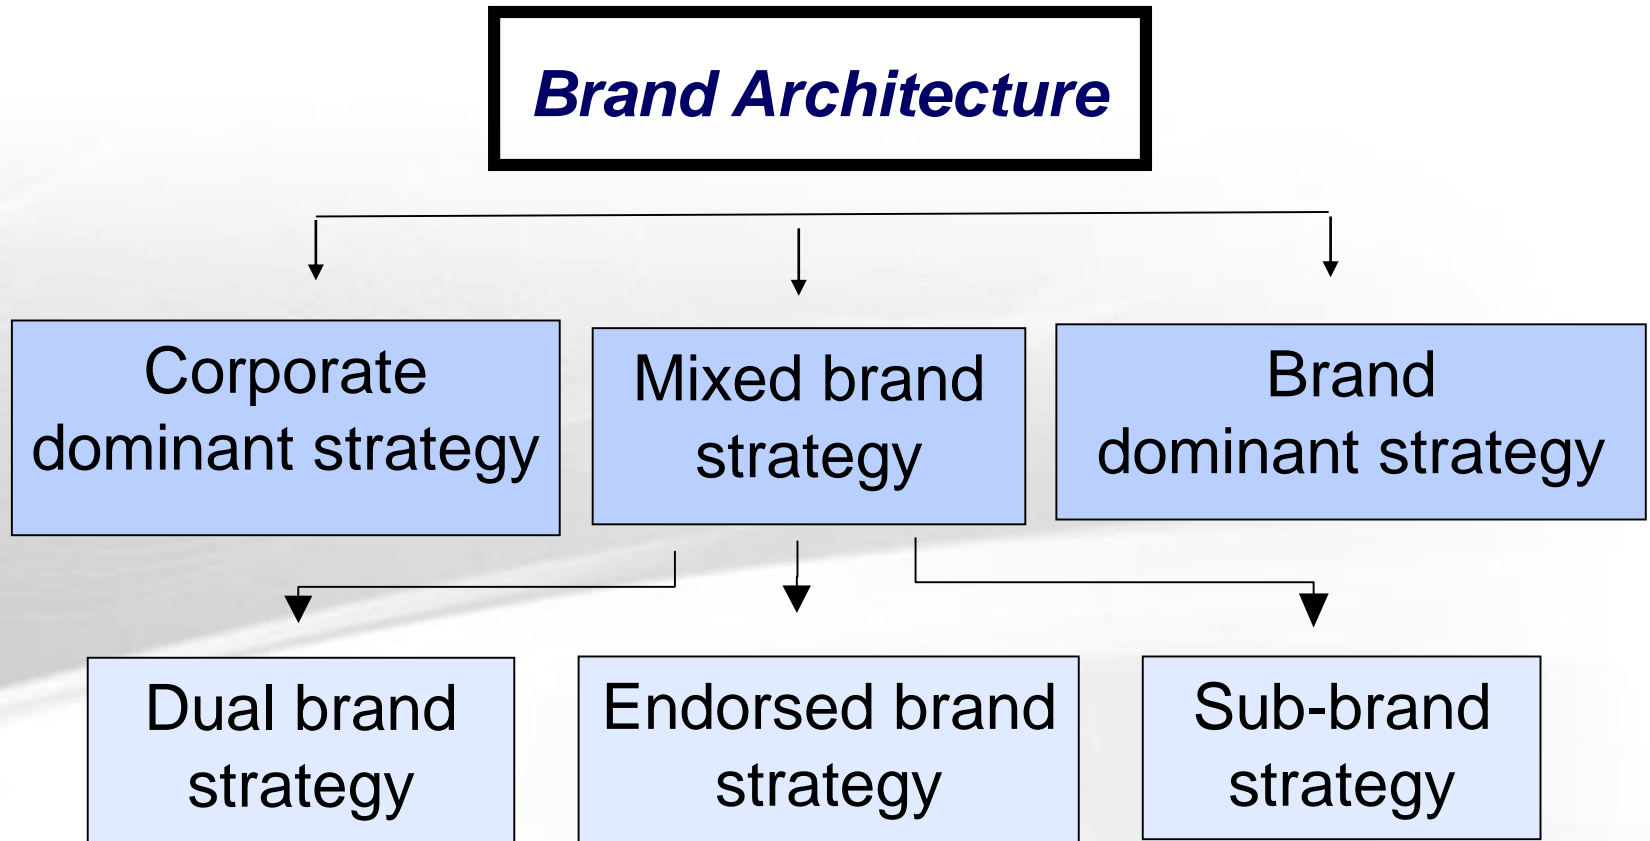 Brand Architecture
Corporate
dominant strategy
Mixed brand
strategy
Brand
dominant strategy
Dual brand
strategy
Endorsed brand
strategy
Sub-brand
strategy